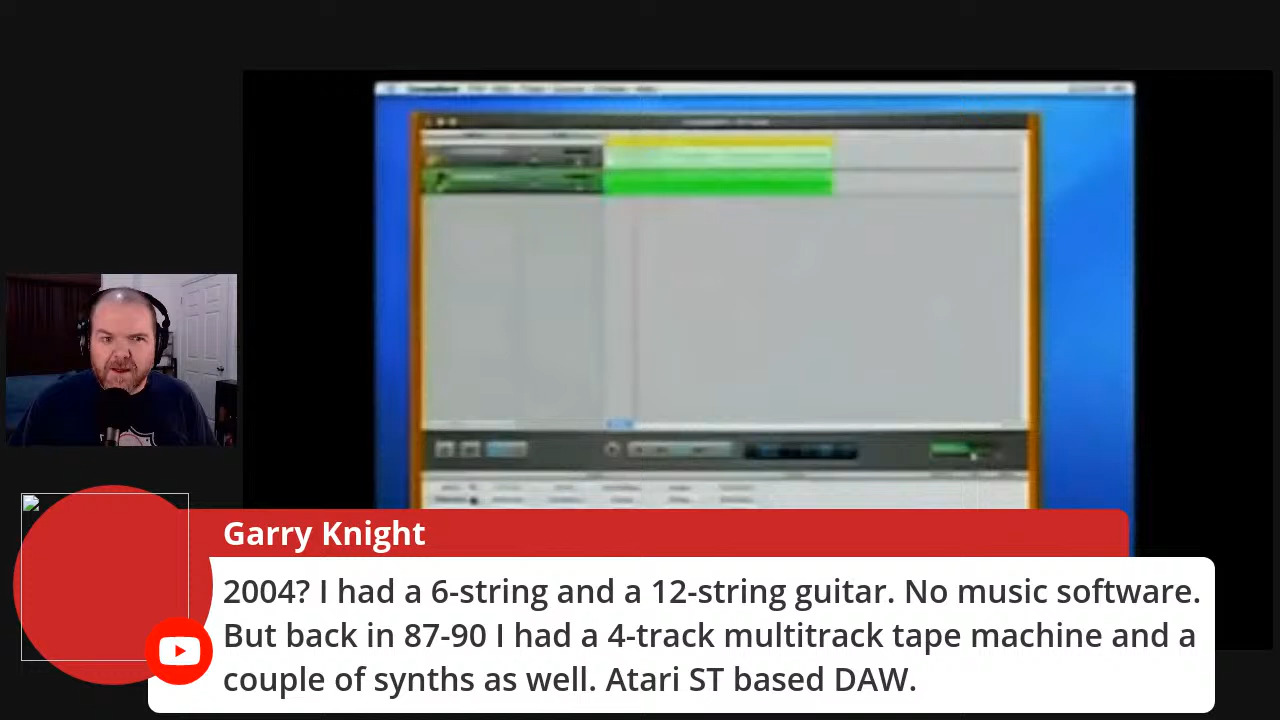 Garry Knight
2004? I had a 6-string and a 12-string guitar. No music software.
But back in 87-90 I had a 4-track multitrack tape machine and a
couple of synths as well. Atari ST based DAW.